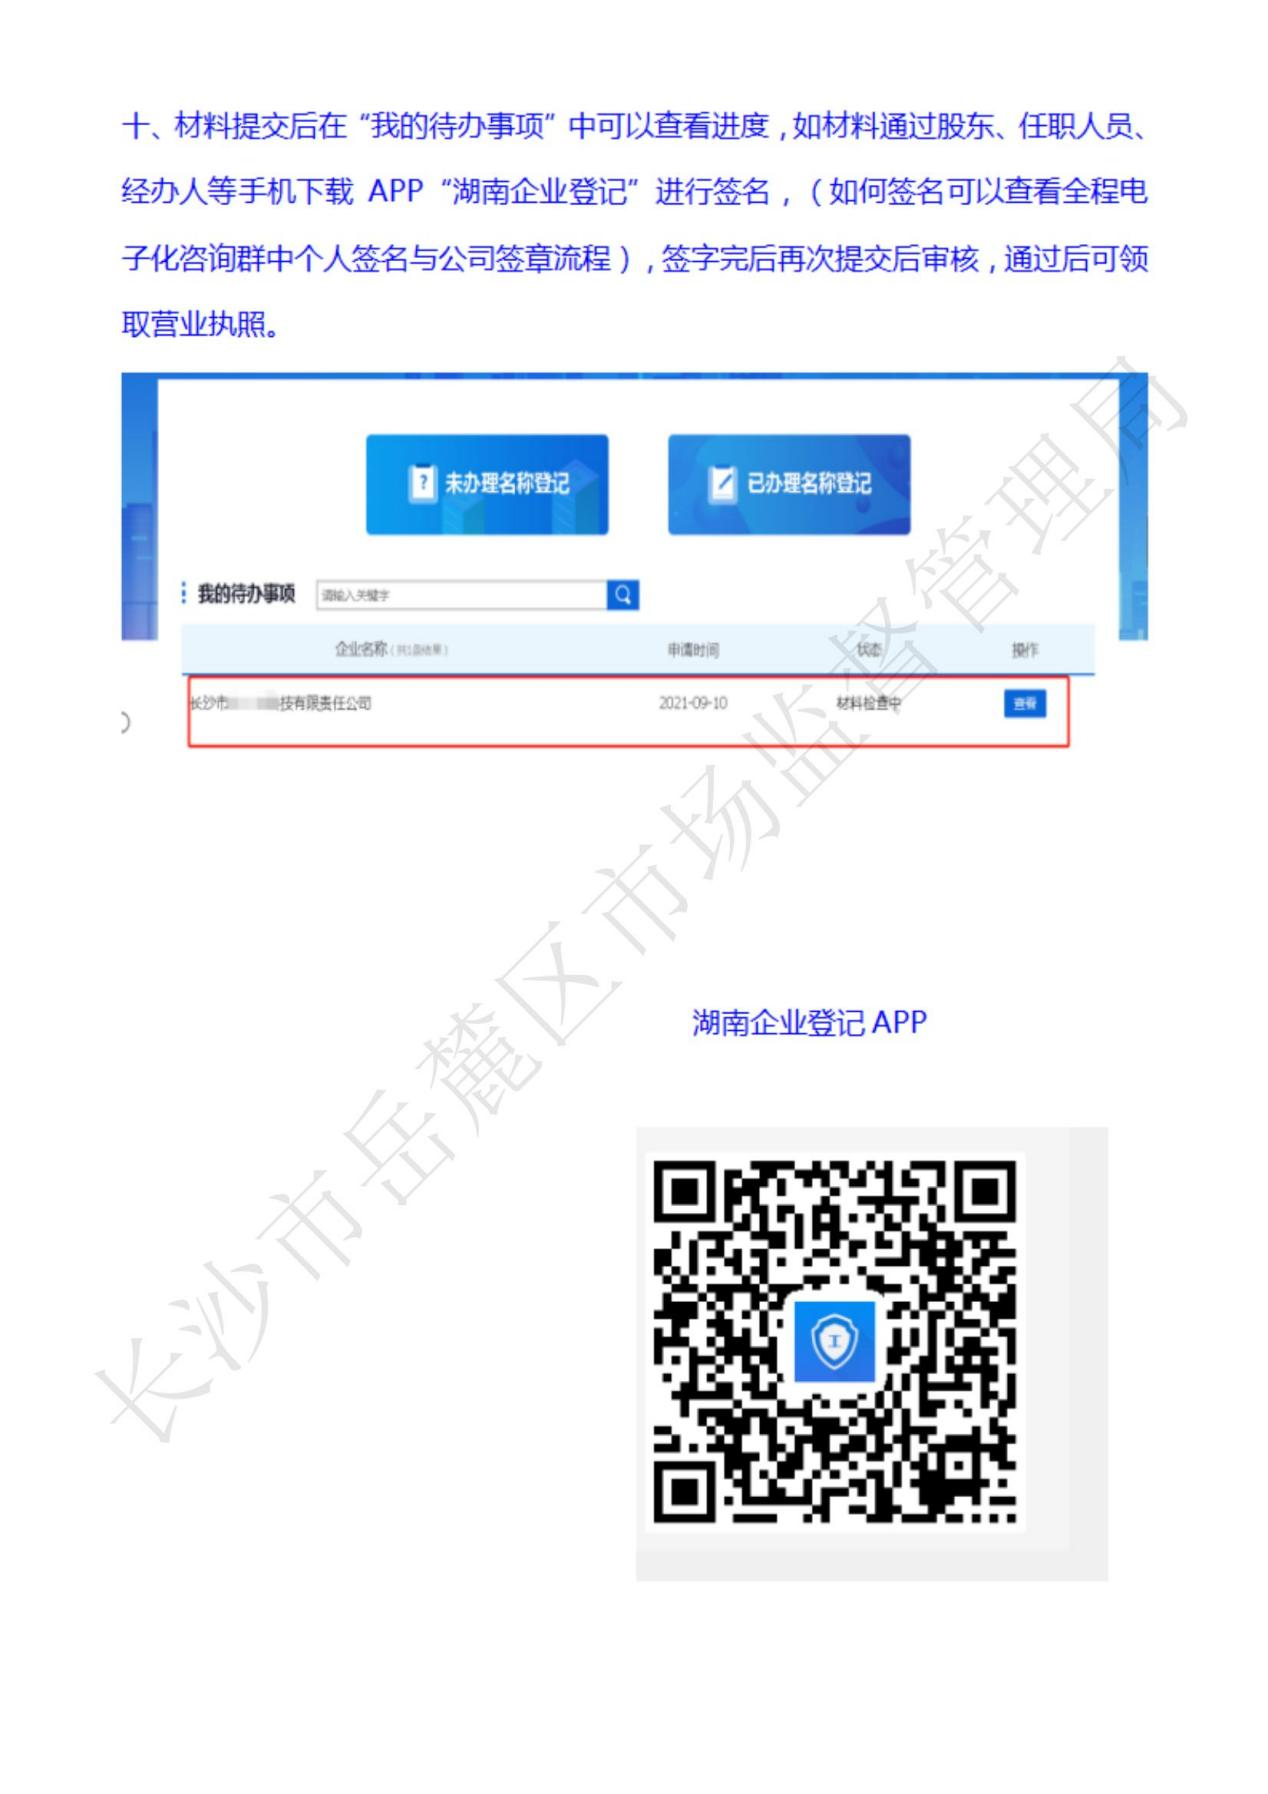 十、材料提交后在“我的待办事项”中可以查看进度,如材料通过股东、任职人员、
经办人等手机下载 APP“湖南企业登记”进行签名,(如何签名可以查看全程电
子化咨询群中个人签名与公司签章流程),签字完后再次提交后审核,通过后可领
取营业执照。
未办理名称登记 已办理名称登记
我的待办事项 请输入关键字
企业名称(共1条结果) 申请时间 状态 操作
长沙市 技有限责任公司 2021-09-10 材料检查中 查看
长沙市岳麓区市场监督管理局
湖南企业登记 APP
工